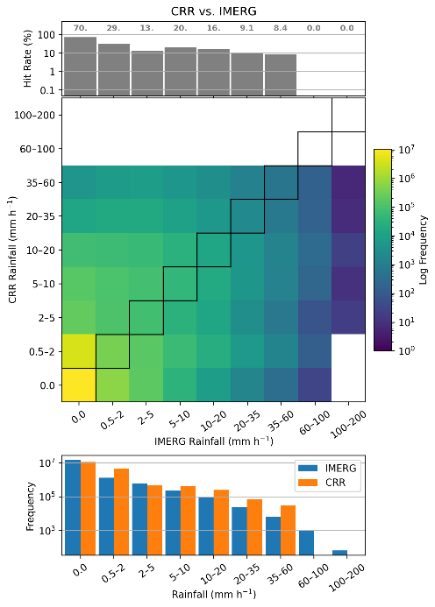 CRR vs. IMERG
70. 29. 13. 20. 16. 9.1 8.4 0.0 0.0
Hit Rate (%)
100
10
1
0.1
CRR Rainfall (mm h⁻¹)
100–200
60–100
35–60
20–35
10–20
5–10
2–5
0.5–2
0.0
0.0 0.5–2 2–5 5–10 10–20 20–35 35–60 60–100 100–200
IMERG Rainfall (mm h⁻¹)
10⁷
10⁶
10⁵
10⁴
10³
10²
10¹
10⁰
Log Frequency
Frequency
10⁷
10⁵
10³
IMERG
CRR
0.0 0.5–2 2–5 5–10 10–20 20–35 35–60 60–100 100–200
Rainfall (mm h⁻¹)